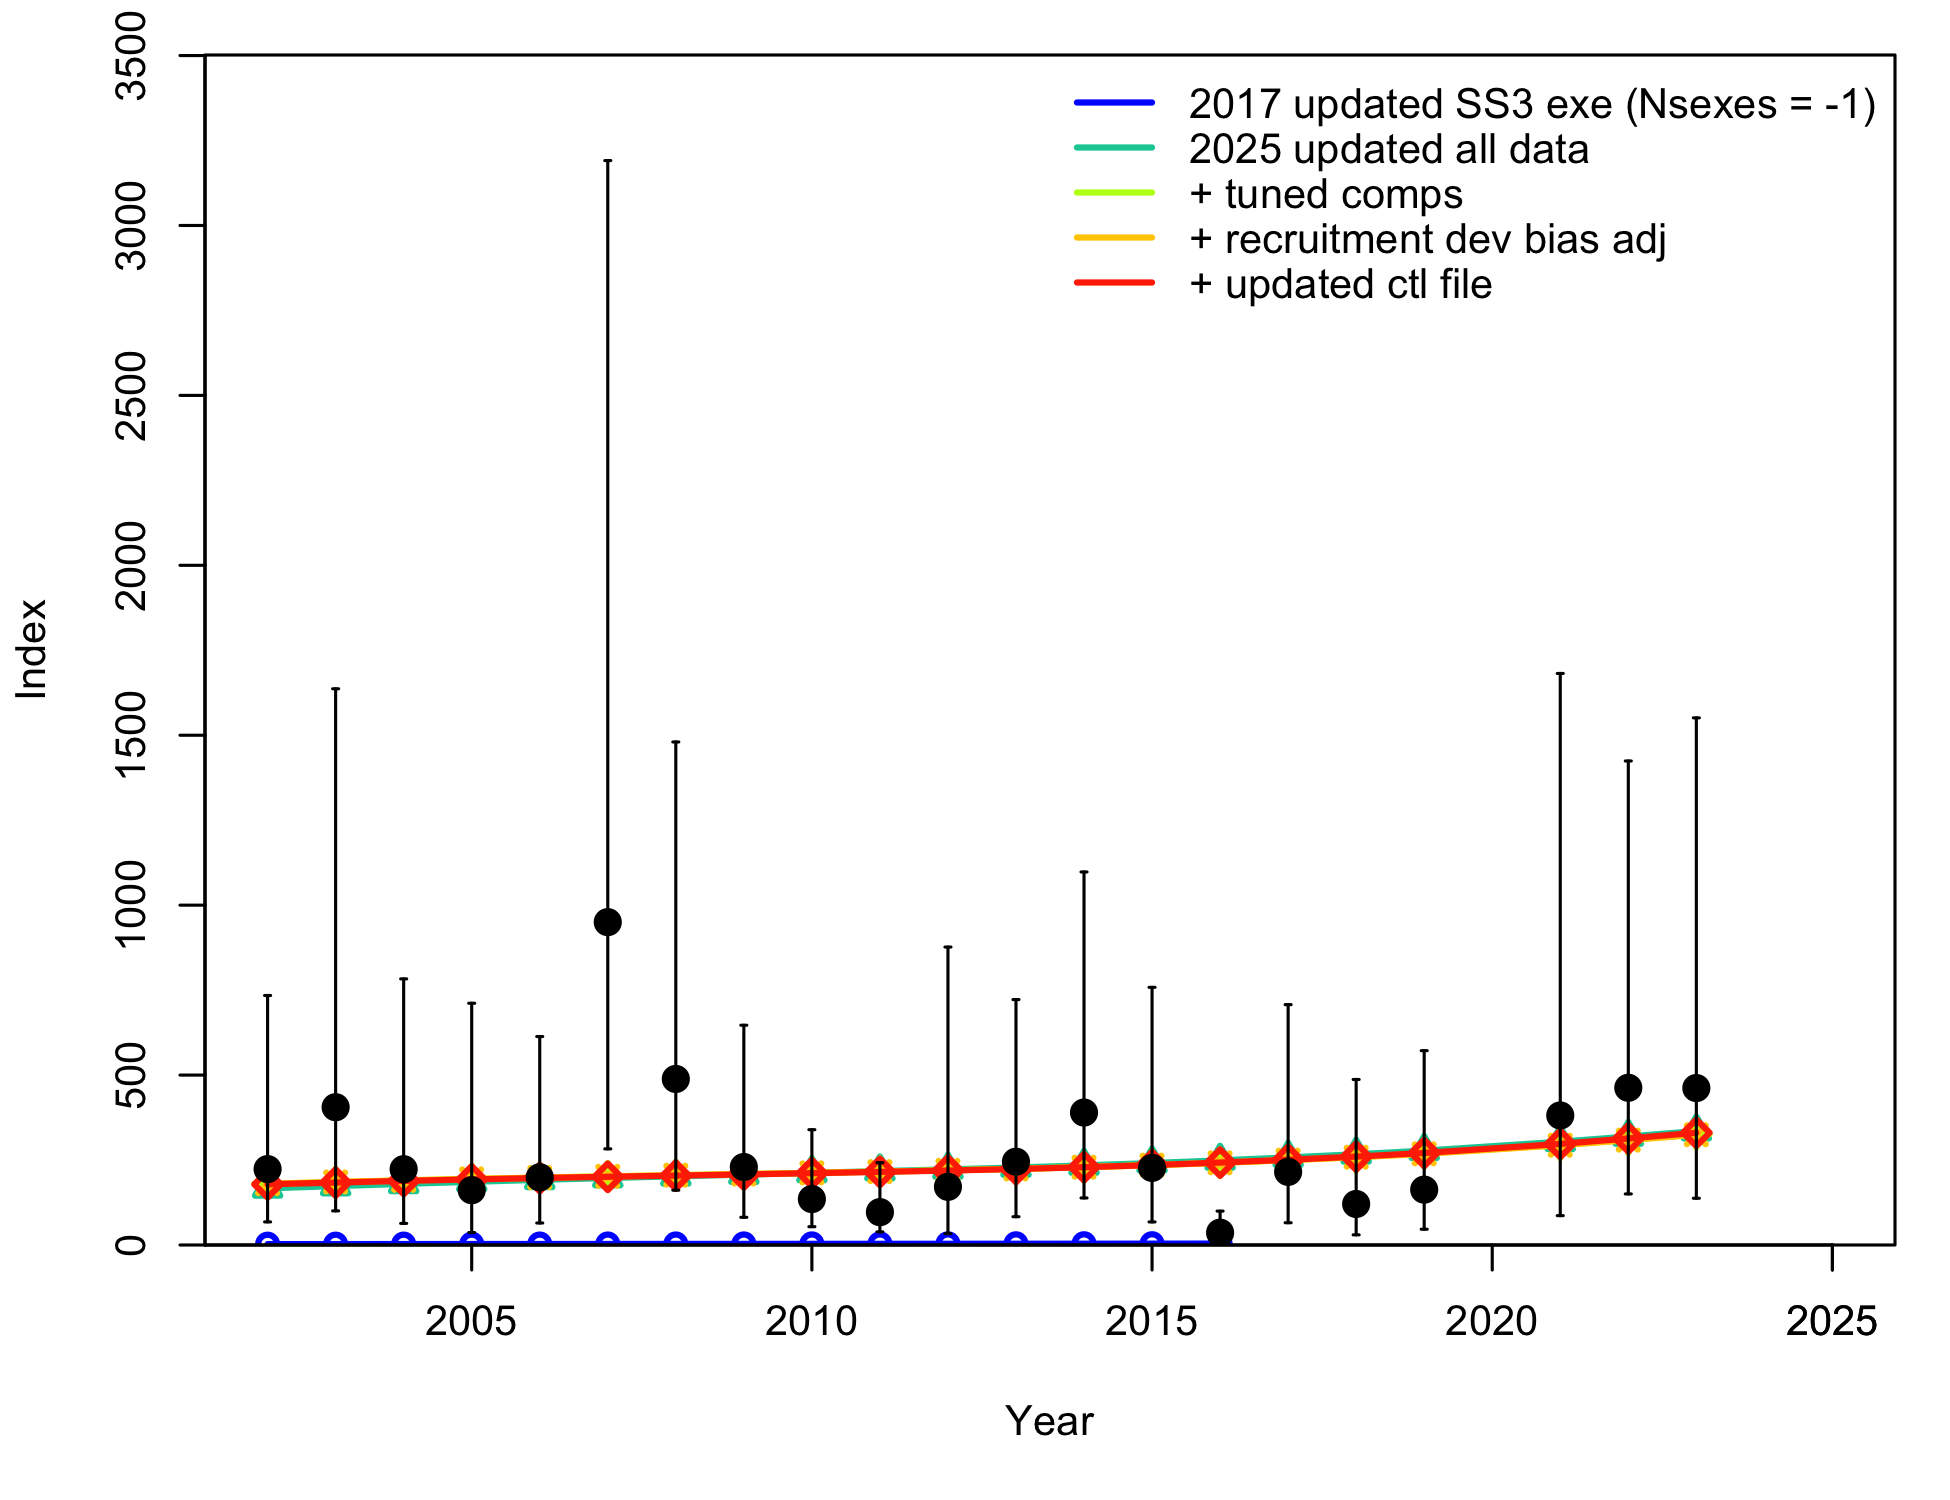 3500
3000
2500
2000
1500
1000
500
0
Index
2017 updated SS3 exe (Nsexes = -1)
2025 updated all data
+ tuned comps
+ recruitment dev bias adj
+ updated ctl file
2005 2010 2015 2020 2025
Year